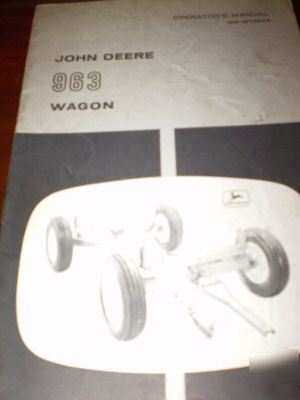 OPERATOR'S MANUAL
JOHN DEERE
963
WAGON